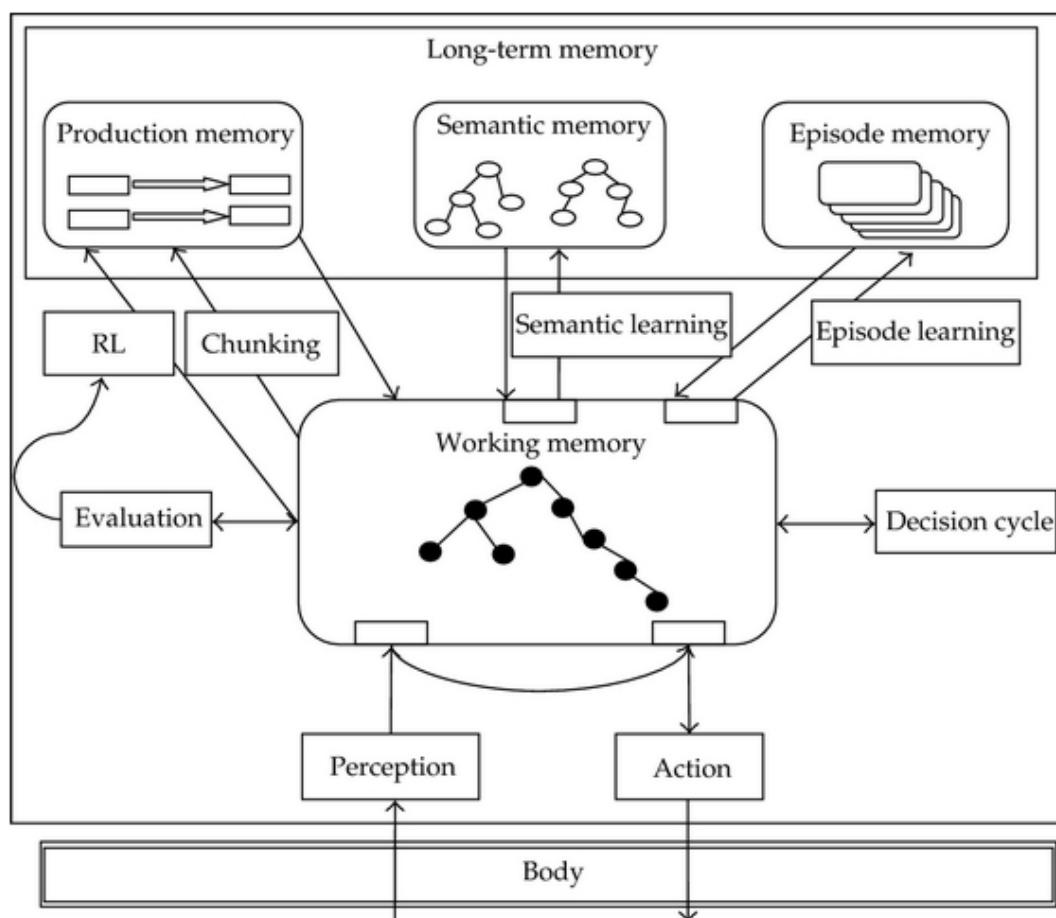 Long-term memory
Production memory
Semantic memory
Episode memory
RL
Chunking
Semantic learning
Episode learning
Working memory
Evaluation
Decision cycle
Perception
Action
Body